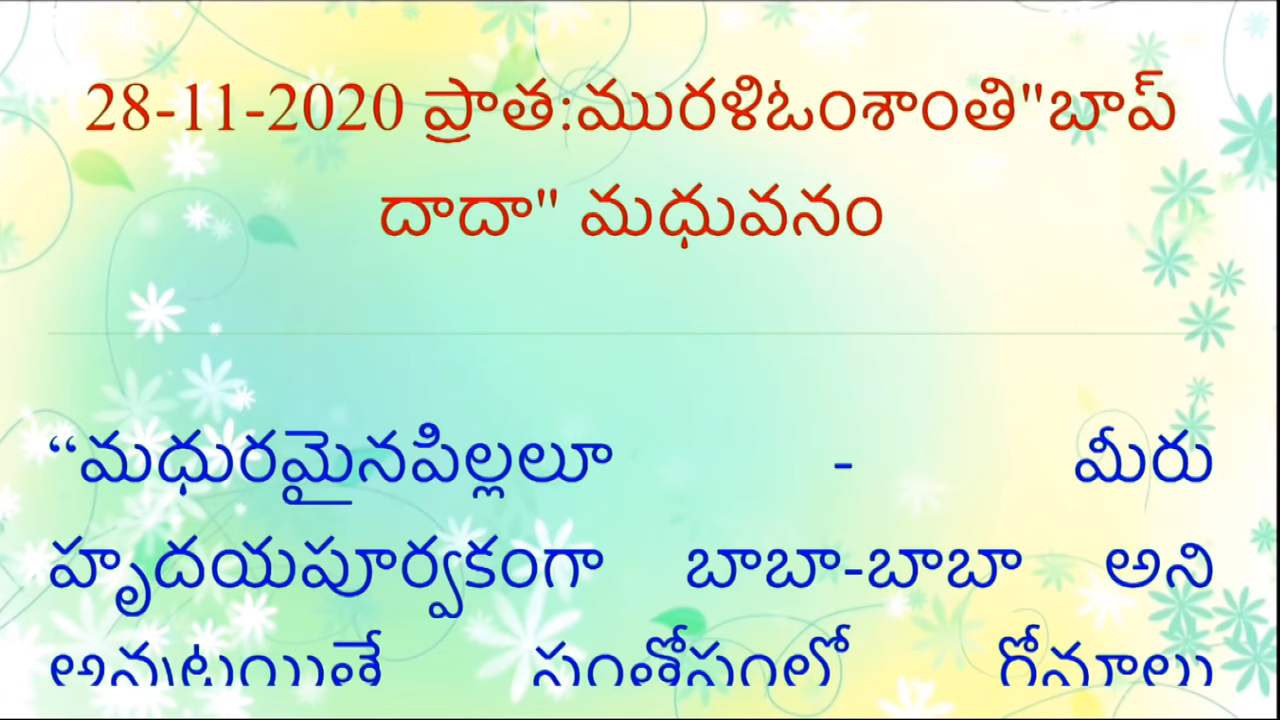 28-11-2020 ప్రాత:మురళిఓంశాంతి"బాప్
దాదా" మధువనం
“మధురమైనపిల్లలూ - మీరు
హృదయపూర్వకంగా బాబా-బాబా అని
సంతోషంలో